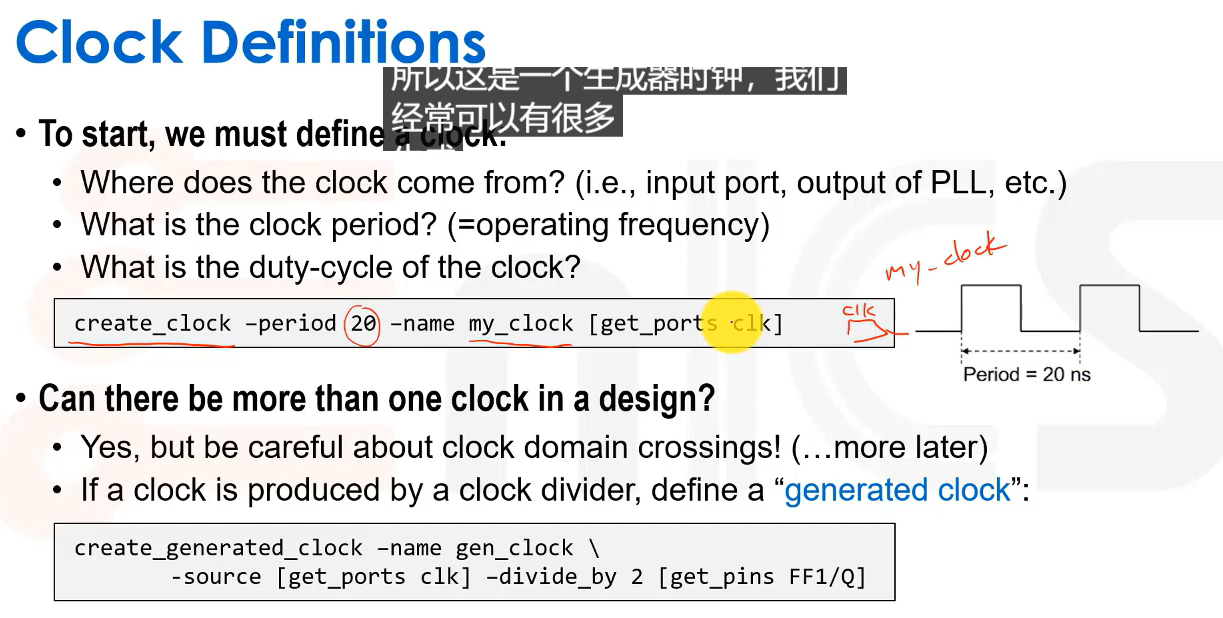 Clock Definitions
所以这是一个生成器时钟，我们
经常可以有很多
• To start, we must define a clock.
• Where does the clock come from? (i.e., input port, output of PLL, etc.)
• What is the clock period? (=operating frequency)
• What is the duty-cycle of the clock?
my_clock
create_clock –period 20 –name my_clock [get_ports clk]
clk
Period = 20 ns
• Can there be more than one clock in a design?
• Yes, but be careful about clock domain crossings! (…more later)
• If a clock is produced by a clock divider, define a “generated clock”:
create_generated_clock –name gen_clock \
-source [get_ports clk] –divide_by 2 [get_pins FF1/Q]